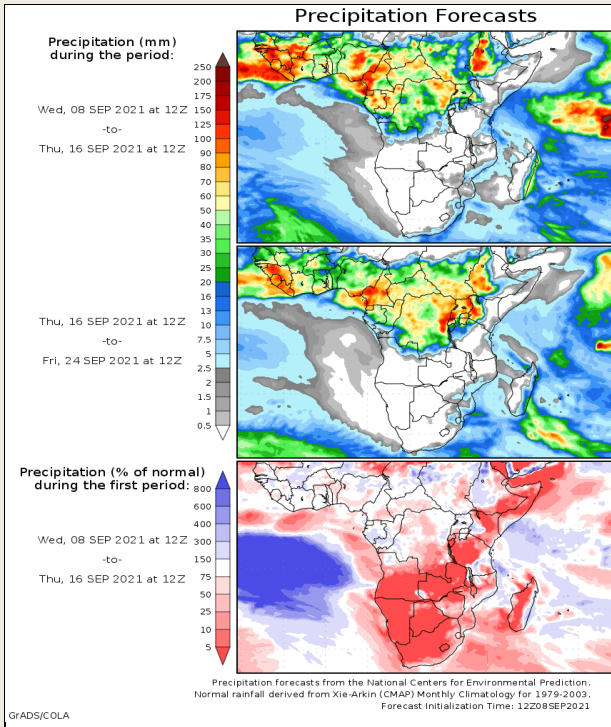 Precipitation Forecasts
Precipitation (mm)
during the period:
Wed, 08 SEP 2021 at 12Z
-to-
Thu, 16 SEP 2021 at 12Z
250
200
175
150
125
100
90
80
70
60
50
40
35
30
25
20
16
13
10
7.5
5
2.5
2
1.5
1
0.5
Thu, 16 SEP 2021 at 12Z
-to-
Fri, 24 SEP 2021 at 12Z
Precipitation (% of normal)
during the first period:
Wed, 08 SEP 2021 at 12Z
-to-
Thu, 16 SEP 2021 at 12Z
800
600
400
300
150
75
50
25
10
5
Precipitation forecasts from the National Centers for Environmental Prediction.
Normal rainfall derived from Xie-Arkin (CMAP) Monthly Climatology for 1979-2003.
Forecast Initialization Time: 12Z08SEP2021
GrADS/COLA